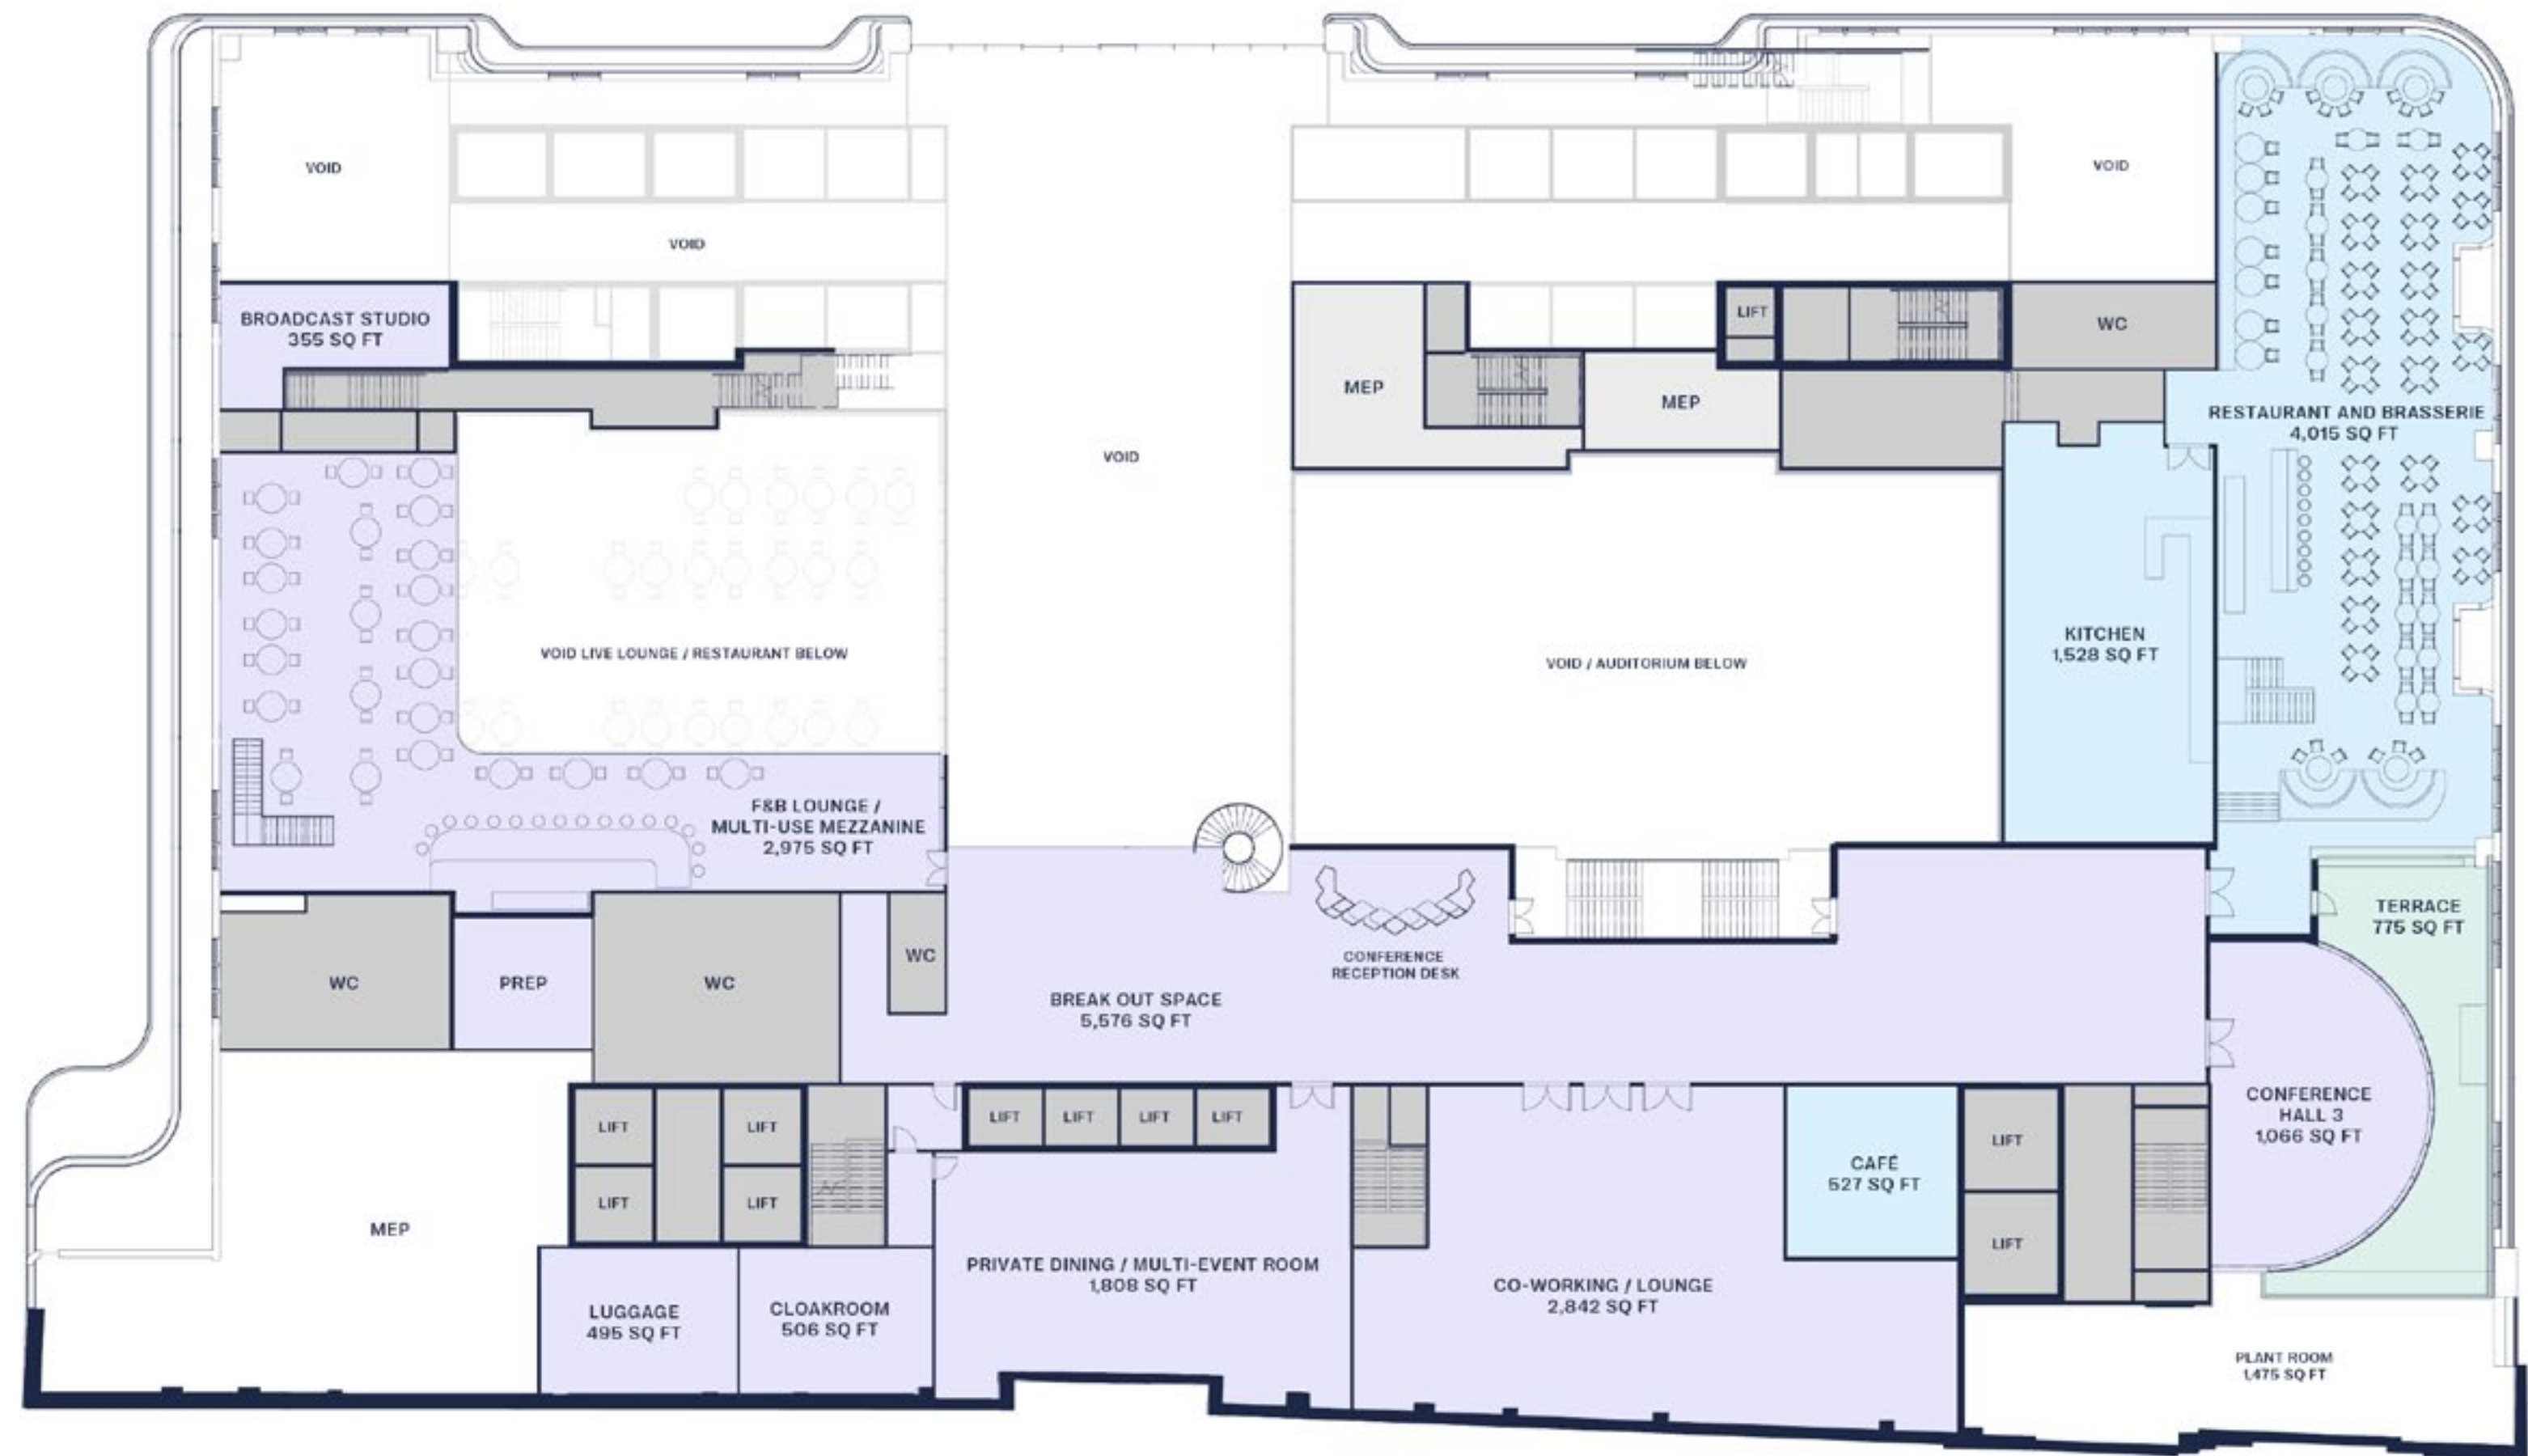 VOID
VOID
VOID
BROADCAST STUDIO
355 SQ FT
LIFT
WC
MEP
MEP
RESTAURANT AND BRASSERIE
4,015 SQ FT
VOID
KITCHEN
1,528 SQ FT
VOID LIVE LOUNGE / RESTAURANT BELOW
VOID / AUDITORIUM BELOW
F&B LOUNGE /
MULTI-USE MEZZANINE
2,975 SQ FT
TERRACE
775 SQ FT
WC
PREP
WC
WC
CONFERENCE
RECEPTION DESK
BREAK OUT SPACE
5,576 SQ FT
CONFERENCE
HALL 3
1,066 SQ FT
LIFT
LIFT
LIFT
LIFT
LIFT
LIFT
LIFT
LIFT
LIFT
CAFÉ
527 SQ FT
LIFT
MEP
PRIVATE DINING / MULTI-EVENT ROOM
1,808 SQ FT
CO-WORKING / LOUNGE
2,842 SQ FT
LUGGAGE
495 SQ FT
CLOAKROOM
506 SQ FT
PLANT ROOM
1,475 SQ FT